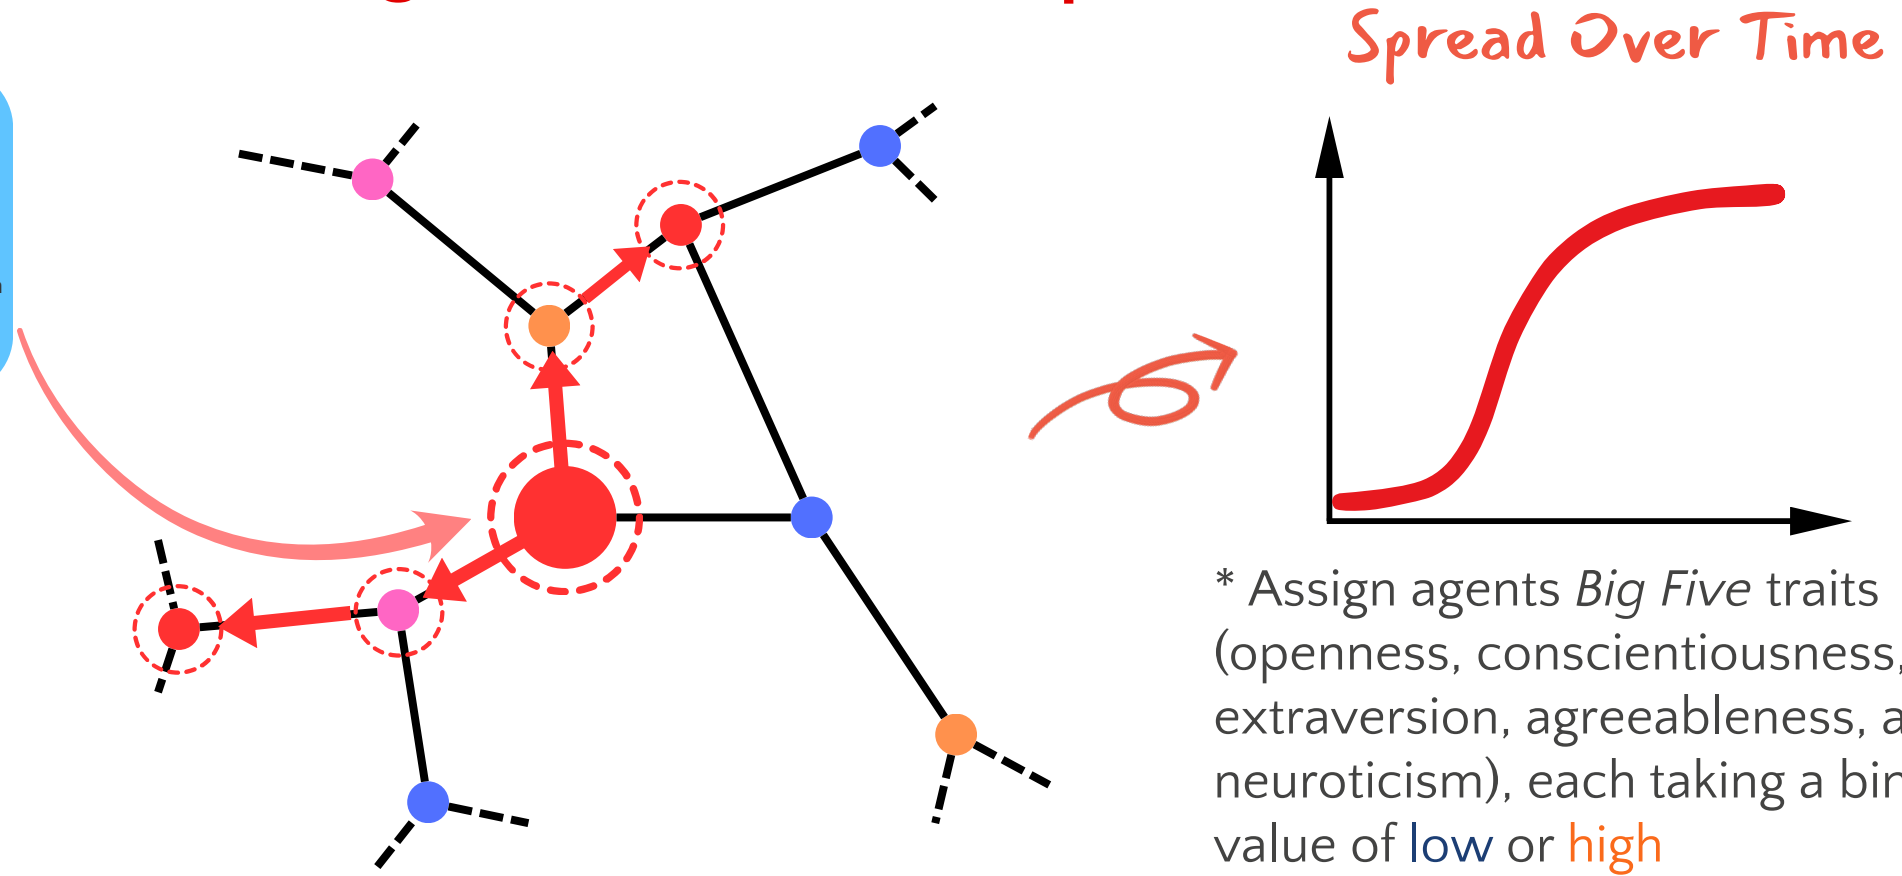 Spread Over Time
* Assign agents Big Five traits
(openness, conscientiousness,
extraversion, agreeableness,
neuroticism), each taking a
value of low or high